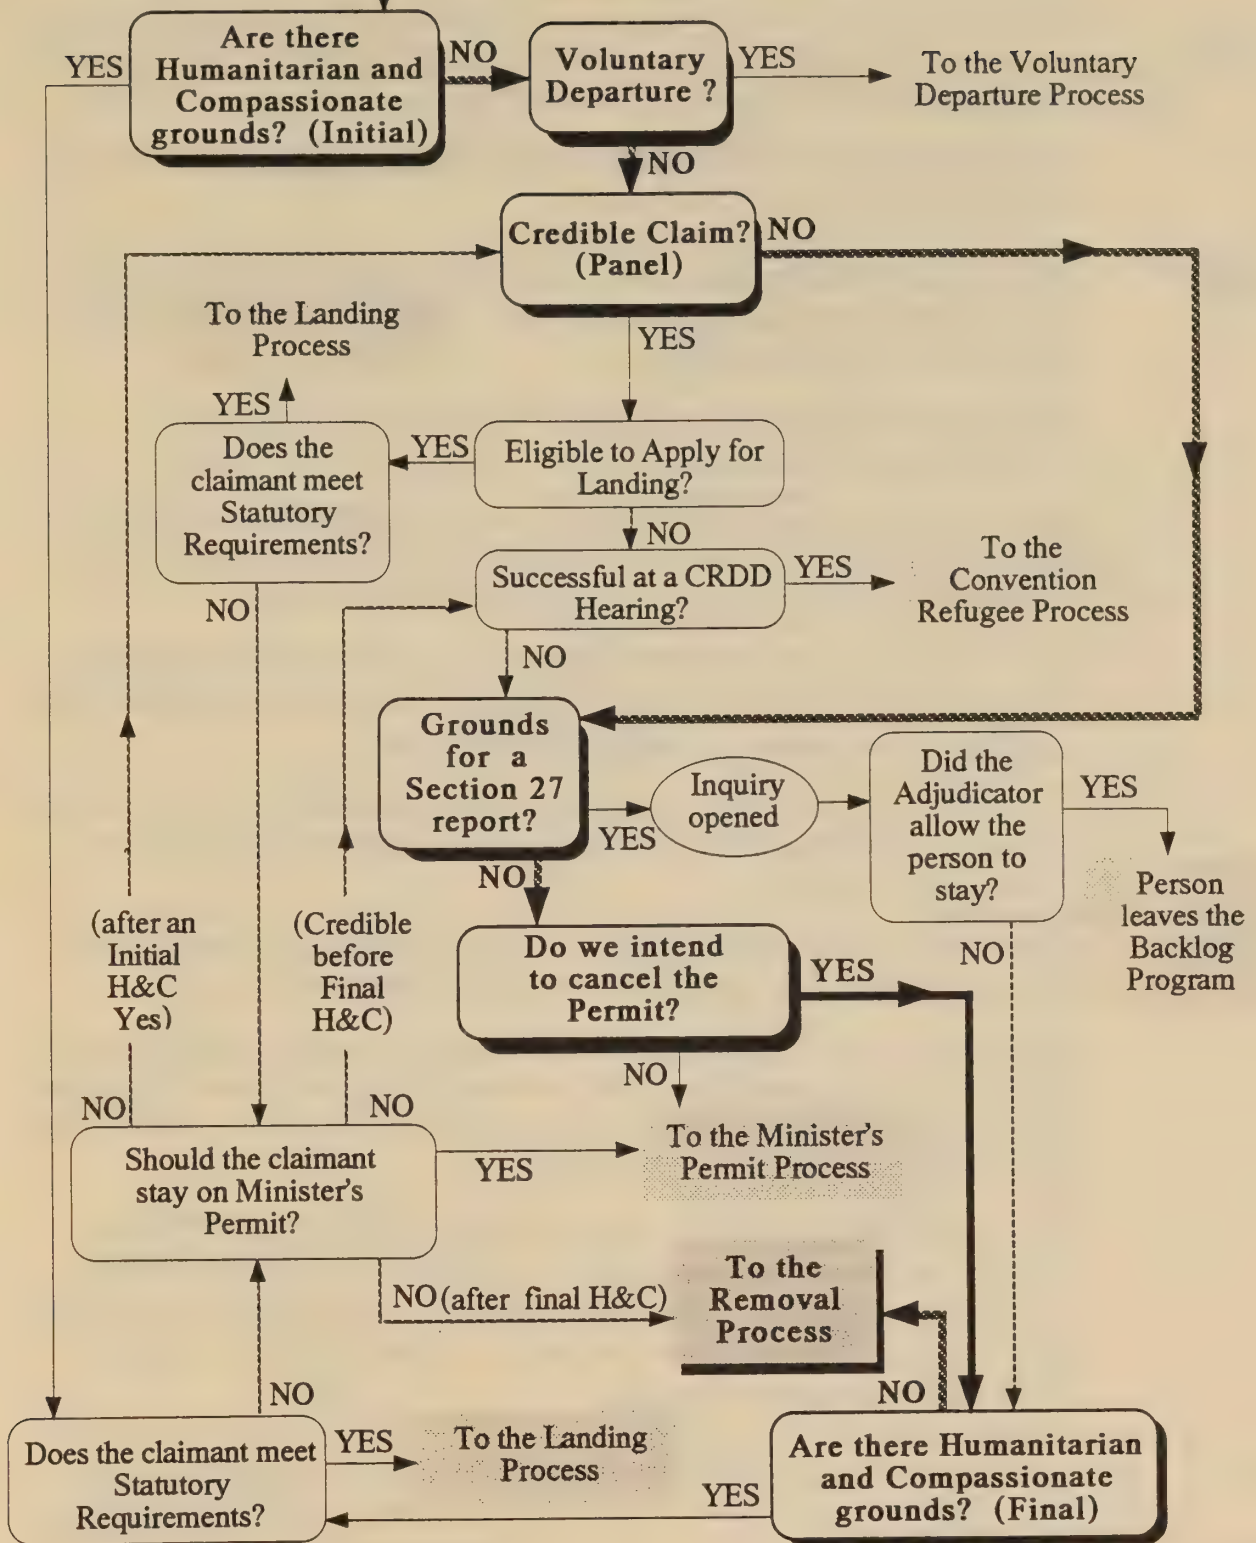 Are there
Humanitarian and
Compassionate
grounds? (Initial)
YES
NO
Voluntary
Departure ?
YES
To the Voluntary
Departure Process
NO
Credible Claim?
(Panel)
NO
YES
To the Landing
Process
YES
Does the
claimant meet
Statutory
Requirements?
YES
Eligible to Apply for
Landing?
NO
Successful at a CRDD
Hearing?
YES
To the
Convention
Refugee Process
NO
NO
Grounds
for a
Section 27
report?
YES
Inquiry
opened
Did the
Adjudicator
allow the
person to
stay?
YES
Person
leaves the
Backlog
Program
NO
NO
(after an
Initial
H&C
Yes)
(Credible
before
Final
H&C)
Do we intend
to cancel the
Permit?
YES
NO
NO
NO
Should the claimant
stay on Minister's
Permit?
YES
To the Minister's
Permit Process
NO (after final H&C)
To the
Removal
Process
NO
NO
Does the claimant meet
Statutory
Requirements?
YES
To the Landing
Process
YES
Are there Humanitarian
and Compassionate
grounds? (Final)